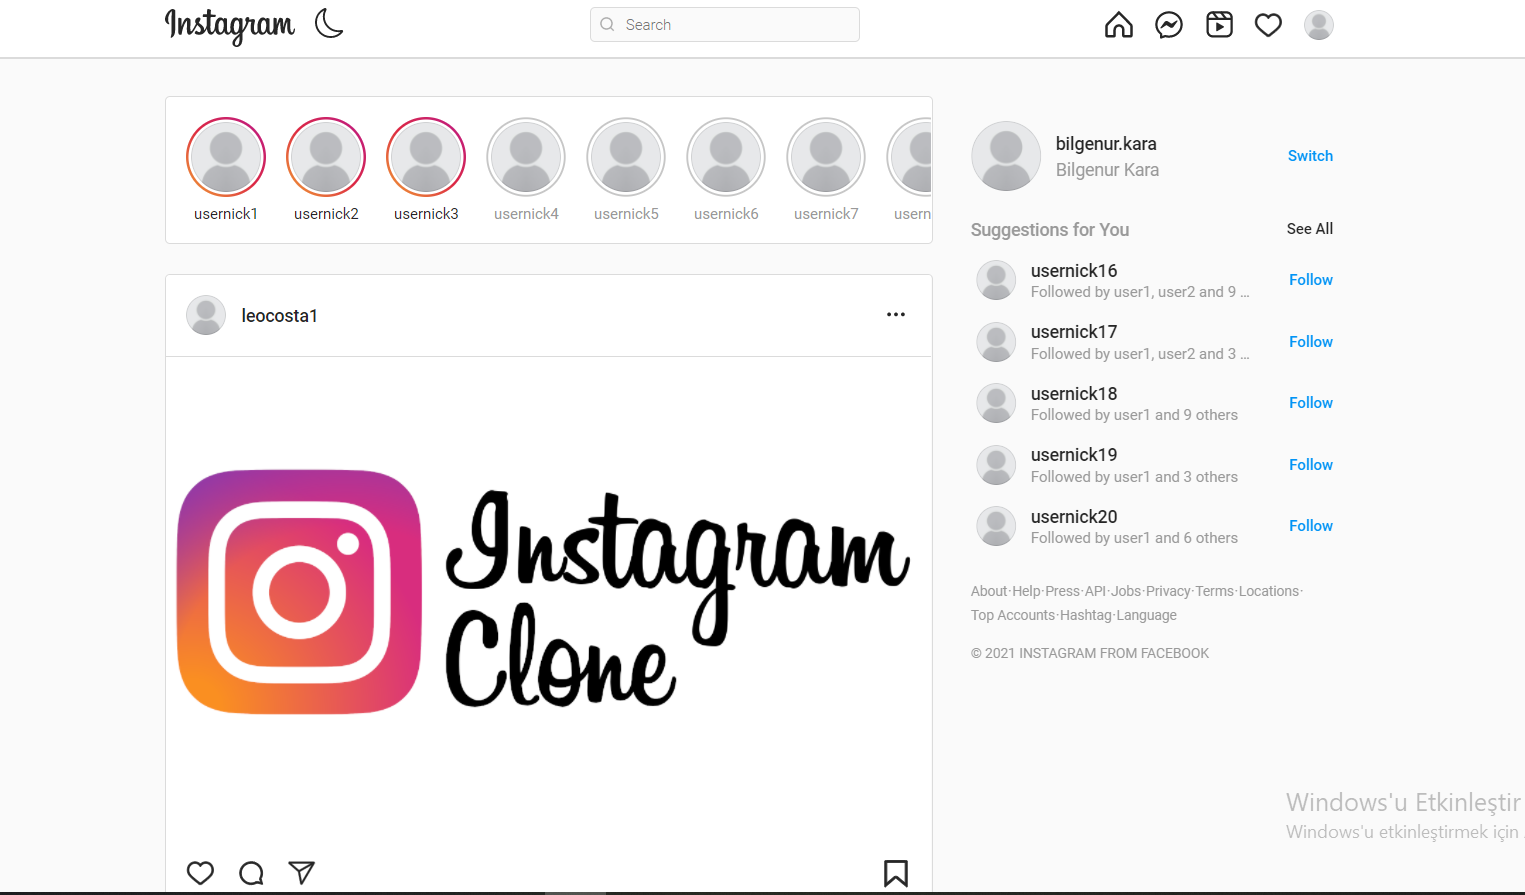 Instagram
Search
usernick1 usernick2 usernick3 usernick4 usernick5 usernick6 usernick7 usern
leocosta1
Instagram
Clone
bilgenur.kara
Bilgenur Kara
Switch
Suggestions for You
See All
usernick16
Followed by user1, user2 and 9 ...
Follow
usernick17
Followed by user1, user2 and 3 ...
Follow
usernick18
Followed by user1 and 9 others
Follow
usernick19
Followed by user1 and 3 others
Follow
usernick20
Followed by user1 and 6 others
Follow
About·Help·Press·API·Jobs·Privacy·Terms·Locations·
Top Accounts·Hashtag·Language
© 2021 INSTAGRAM FROM FACEBOOK
Windows'u Etkinleştir
Windows'u etkinleştirmek için